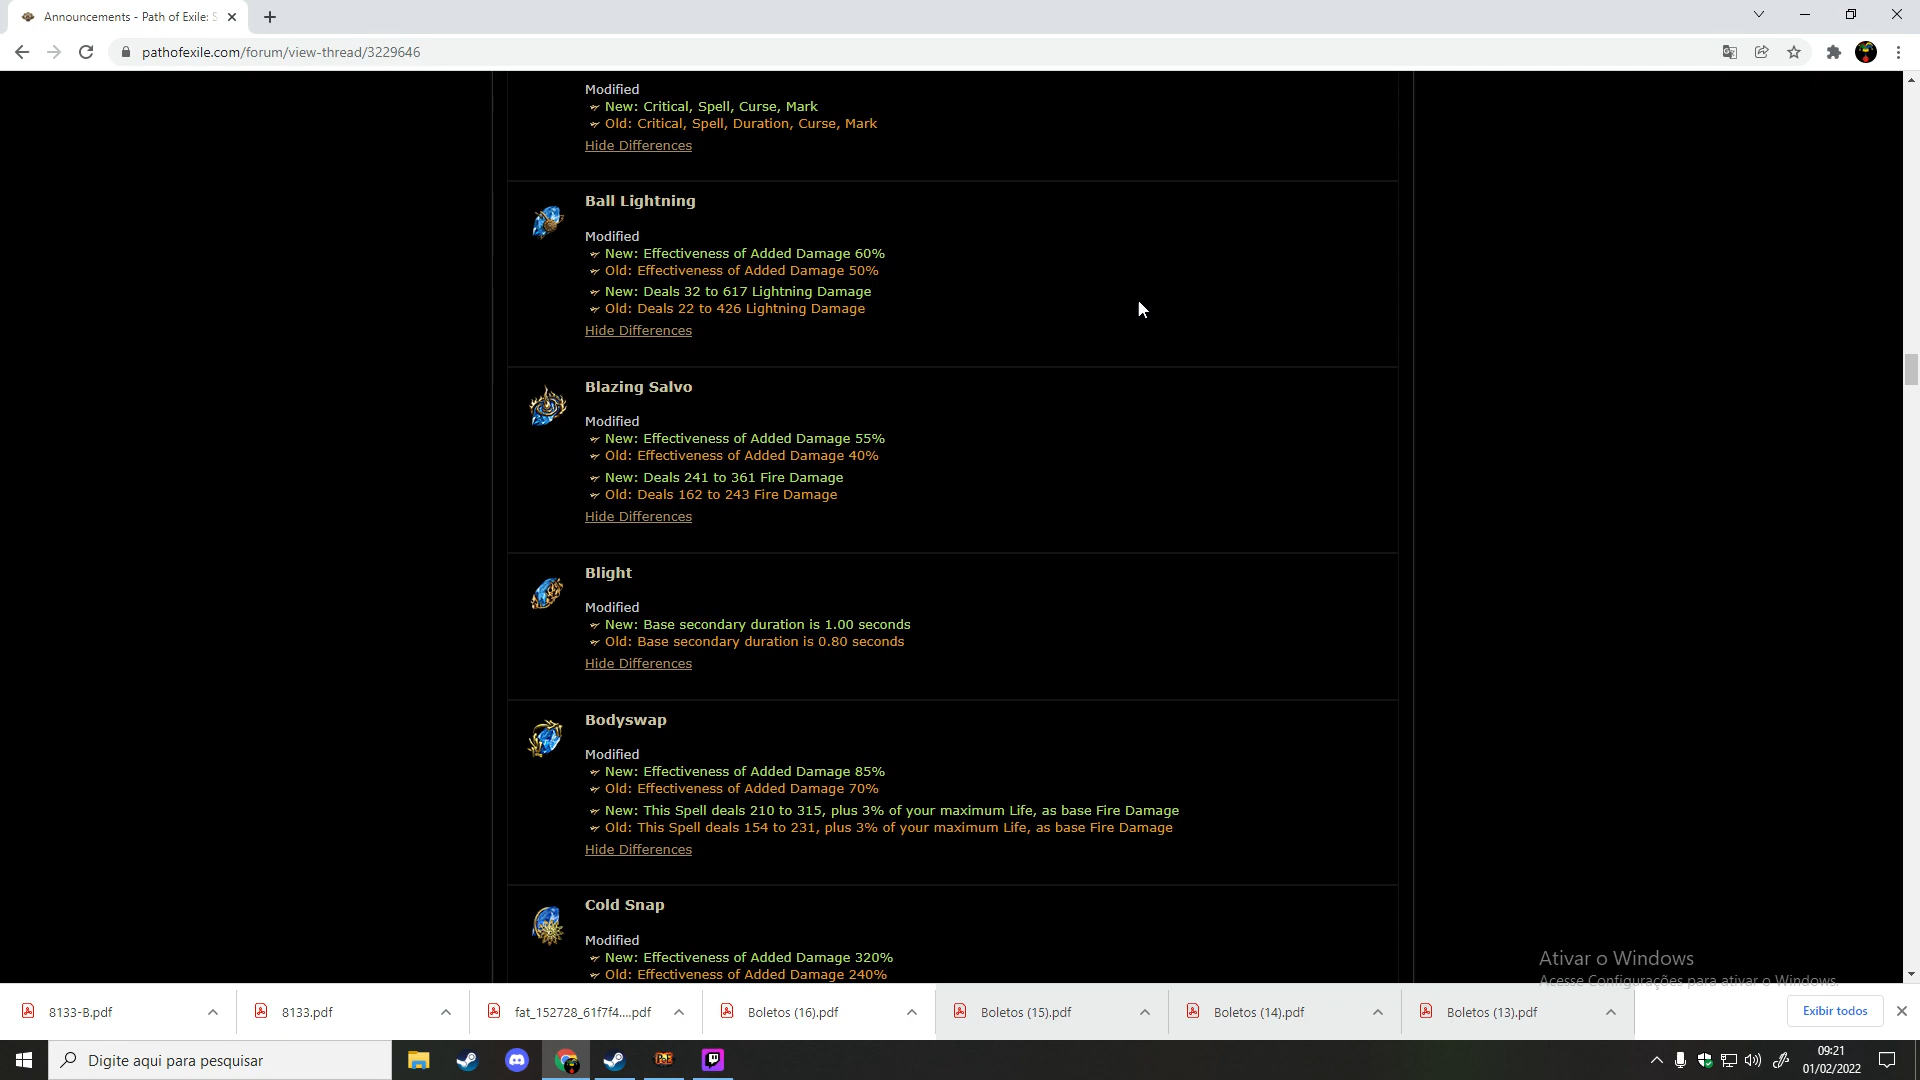 Announcements - Path of Exile: S
pathofexile.com/forum/view-thread/3229646
Modified
New: Critical, Spell, Curse, Mark
Old: Critical, Spell, Duration, Curse, Mark
Hide Differences
Ball Lightning
Modified
New: Effectiveness of Added Damage 60%
Old: Effectiveness of Added Damage 50%
New: Deals 32 to 617 Lightning Damage
Old: Deals 22 to 426 Lightning Damage
Hide Differences
Blazing Salvo
Modified
New: Effectiveness of Added Damage 55%
Old: Effectiveness of Added Damage 40%
New: Deals 241 to 361 Fire Damage
Old: Deals 162 to 243 Fire Damage
Hide Differences
Blight
Modified
New: Base secondary duration is 1.00 seconds
Old: Base secondary duration is 0.80 seconds
Hide Differences
Bodyswap
Modified
New: Effectiveness of Added Damage 85%
Old: Effectiveness of Added Damage 70%
New: This Spell deals 210 to 315, plus 3% of your maximum Life, as base Fire Damage
Old: This Spell deals 154 to 231, plus 3% of your maximum Life, as base Fire Damage
Hide Differences
Cold Snap
Modified
New: Effectiveness of Added Damage 320%
Old: Effectiveness of Added Damage 240%
Ativar o Windows
Acesse Configurações para ativar o Windows.
8133-B.pdf
8133.pdf
fat_152728_61f7f4....pdf
Boletos (16).pdf
Boletos (15).pdf
Boletos (14).pdf
Boletos (13).pdf
Exibir todos
Digite aqui para pesquisar
PoE
09:21
01/02/2022